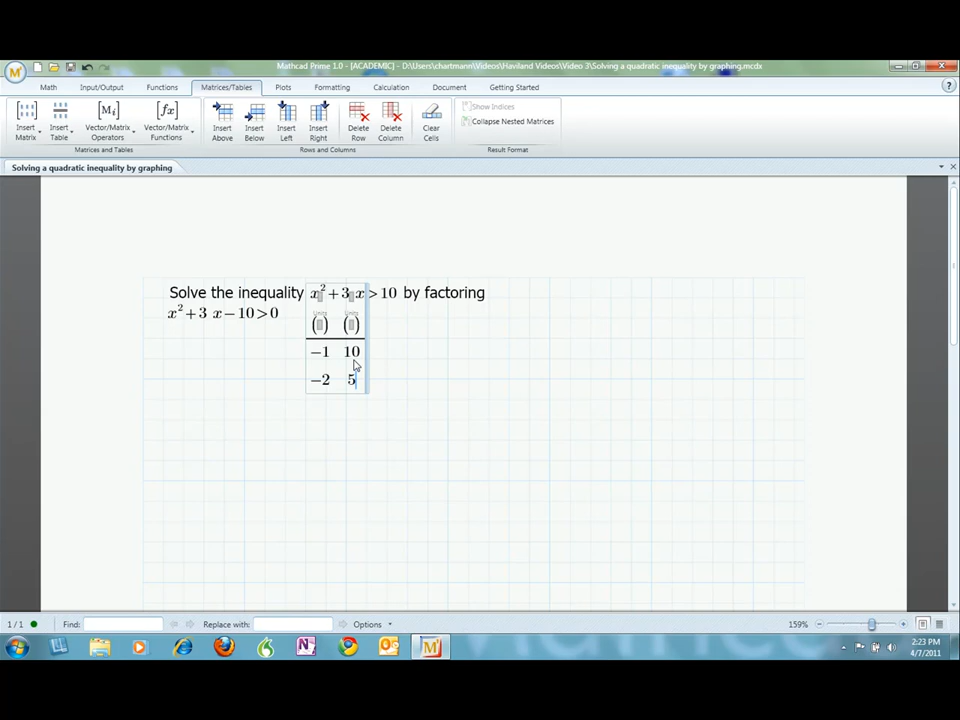 Mathcad Prime 1.0 - [ACADEMIC] - D:\Users\chartmann\Videos\Haviland Videos\Video 3\Solving a quadratic inequality by graphing.mcdx
Math Input/Output Functions Matrices/Tables Plots Formatting Calculation Document Getting Started
Insert Matrix Insert Table Vector/Matrix Operators Vector/Matrix Functions Insert Above Insert Below Insert Left Insert Right Delete Row Delete Column Clear Cells Show Indices
Collapse Nested Matrices
Matrices and Tables Rows and Columns Result Format
Solving a quadratic inequality by graphing
Solve the inequality x²+3 x>10 by factoring
x²+3 x−10>0
Units Units
() ()
−1 10
−2 5
1 / 1 Find: Replace with: Options 159%
2:23 PM
4/7/2011